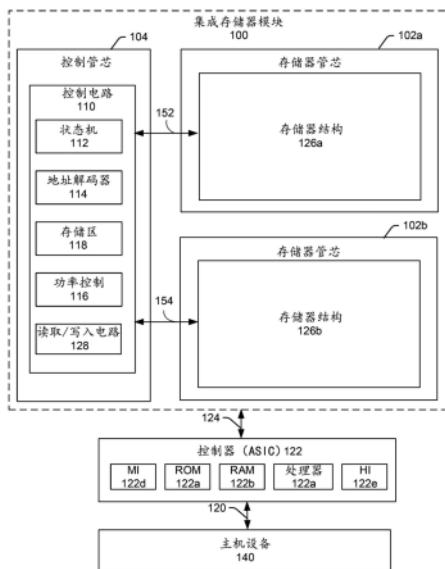 集成存储器模块
100
104
控制管芯
控制电路
110
状态机
112
地址解码器
114
存储区
118
功率控制
116
读取/写入电路
128
152
154
102a
存储器管芯
存储器结构
126a
102b
存储器管芯
存储器结构
126b
124
控制器 (ASIC) 122
MI
122d
ROM
122a
RAM
122b
处理器
122a
HI
122e
120
主机设备
140